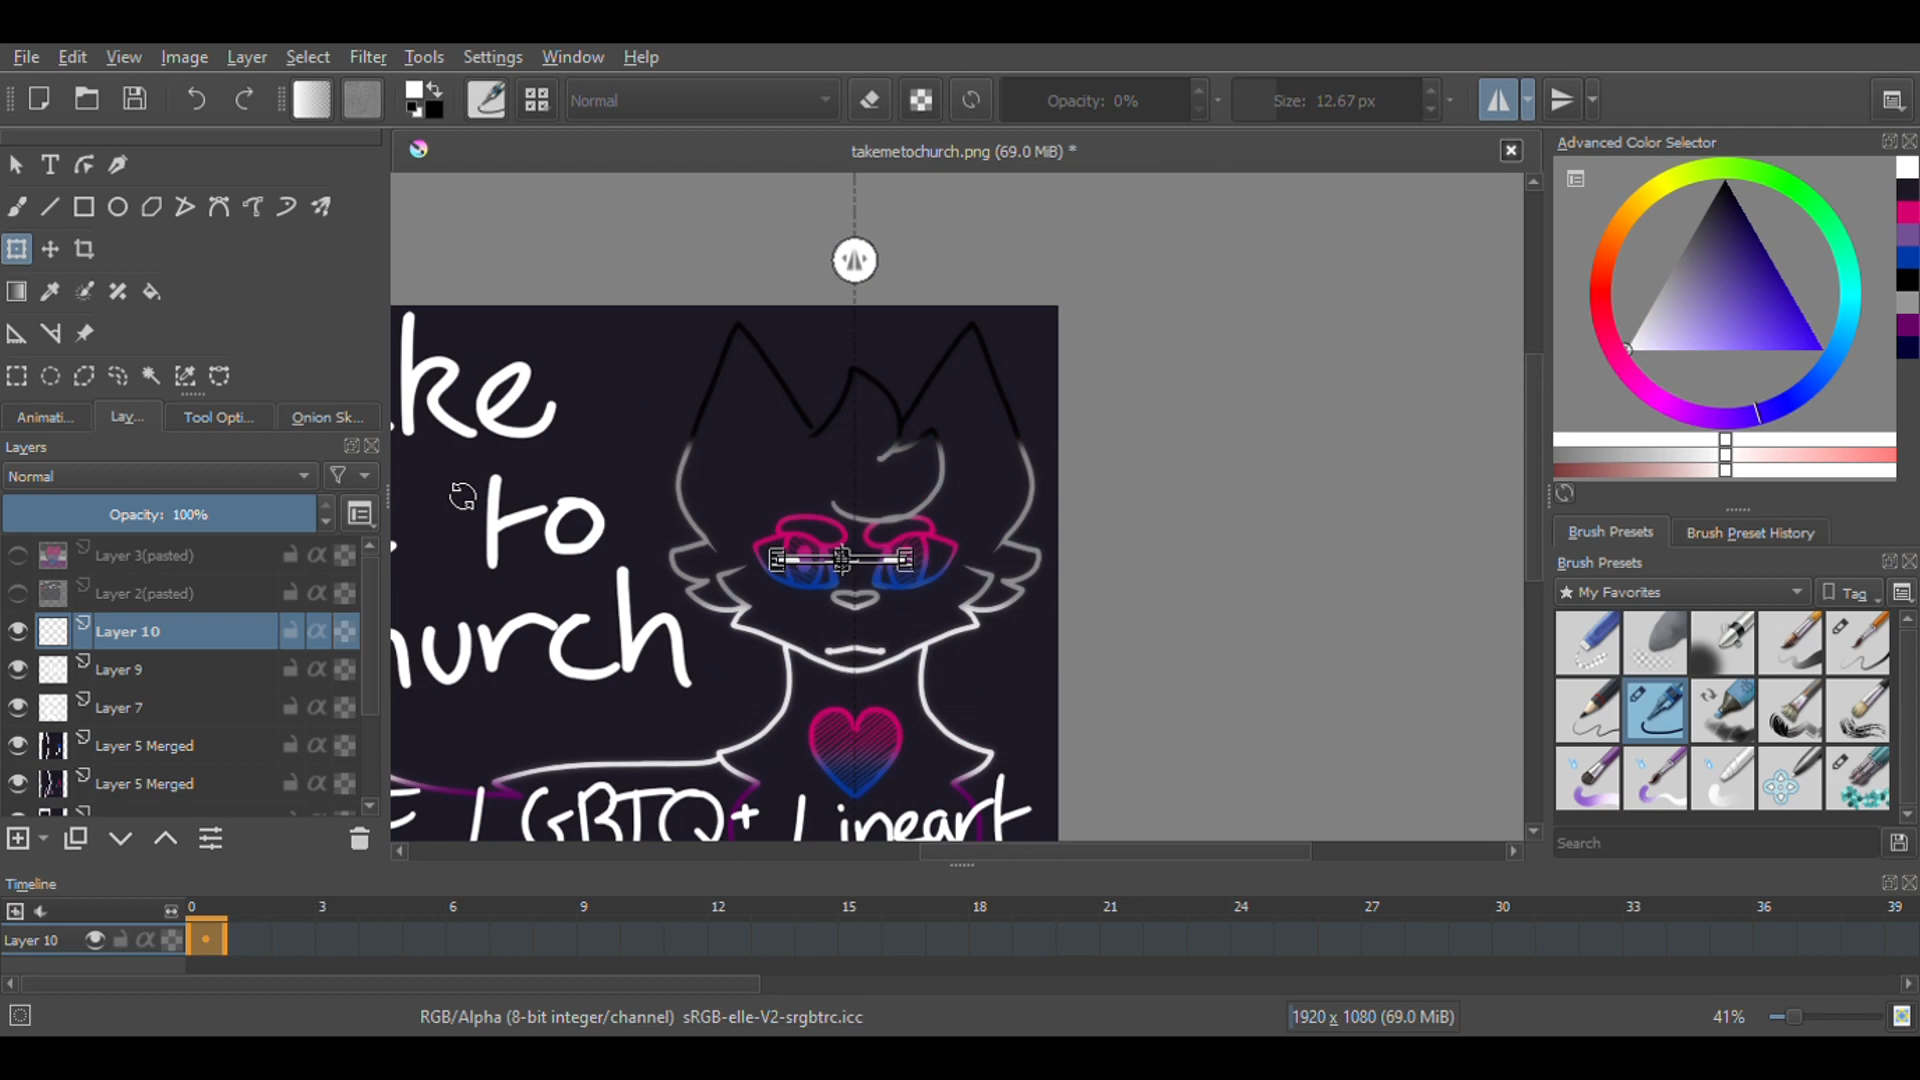 File Edit View Image Layer Select Filter Tools Settings Window Help
Normal Opacity: 0% Size: 12.67 px
takemetochurch.png (69.0 MiB) *
Advanced Color Selector
T
Animati... Lay... Tool Opti... Onion Sk...
Layers
Normal
Opacity: 100%
Layer 3(pasted)
Layer 2(pasted)
Layer 10
Layer 9
Layer 7
Layer 5 Merged
Layer 5 Merged
ke
to
hurch
LGBTQ+ Lineart
Brush Presets Brush Preset History
Brush Presets
My Favorites Tag
Search
Timeline
0 3 6 9 12 15 18 21 24 27 30 33 36 39
Layer 10
RGB/Alpha (8-bit integer/channel) sRGB-elle-V2-srgbtrc.icc 1920 x 1080 (69.0 MiB) 41%